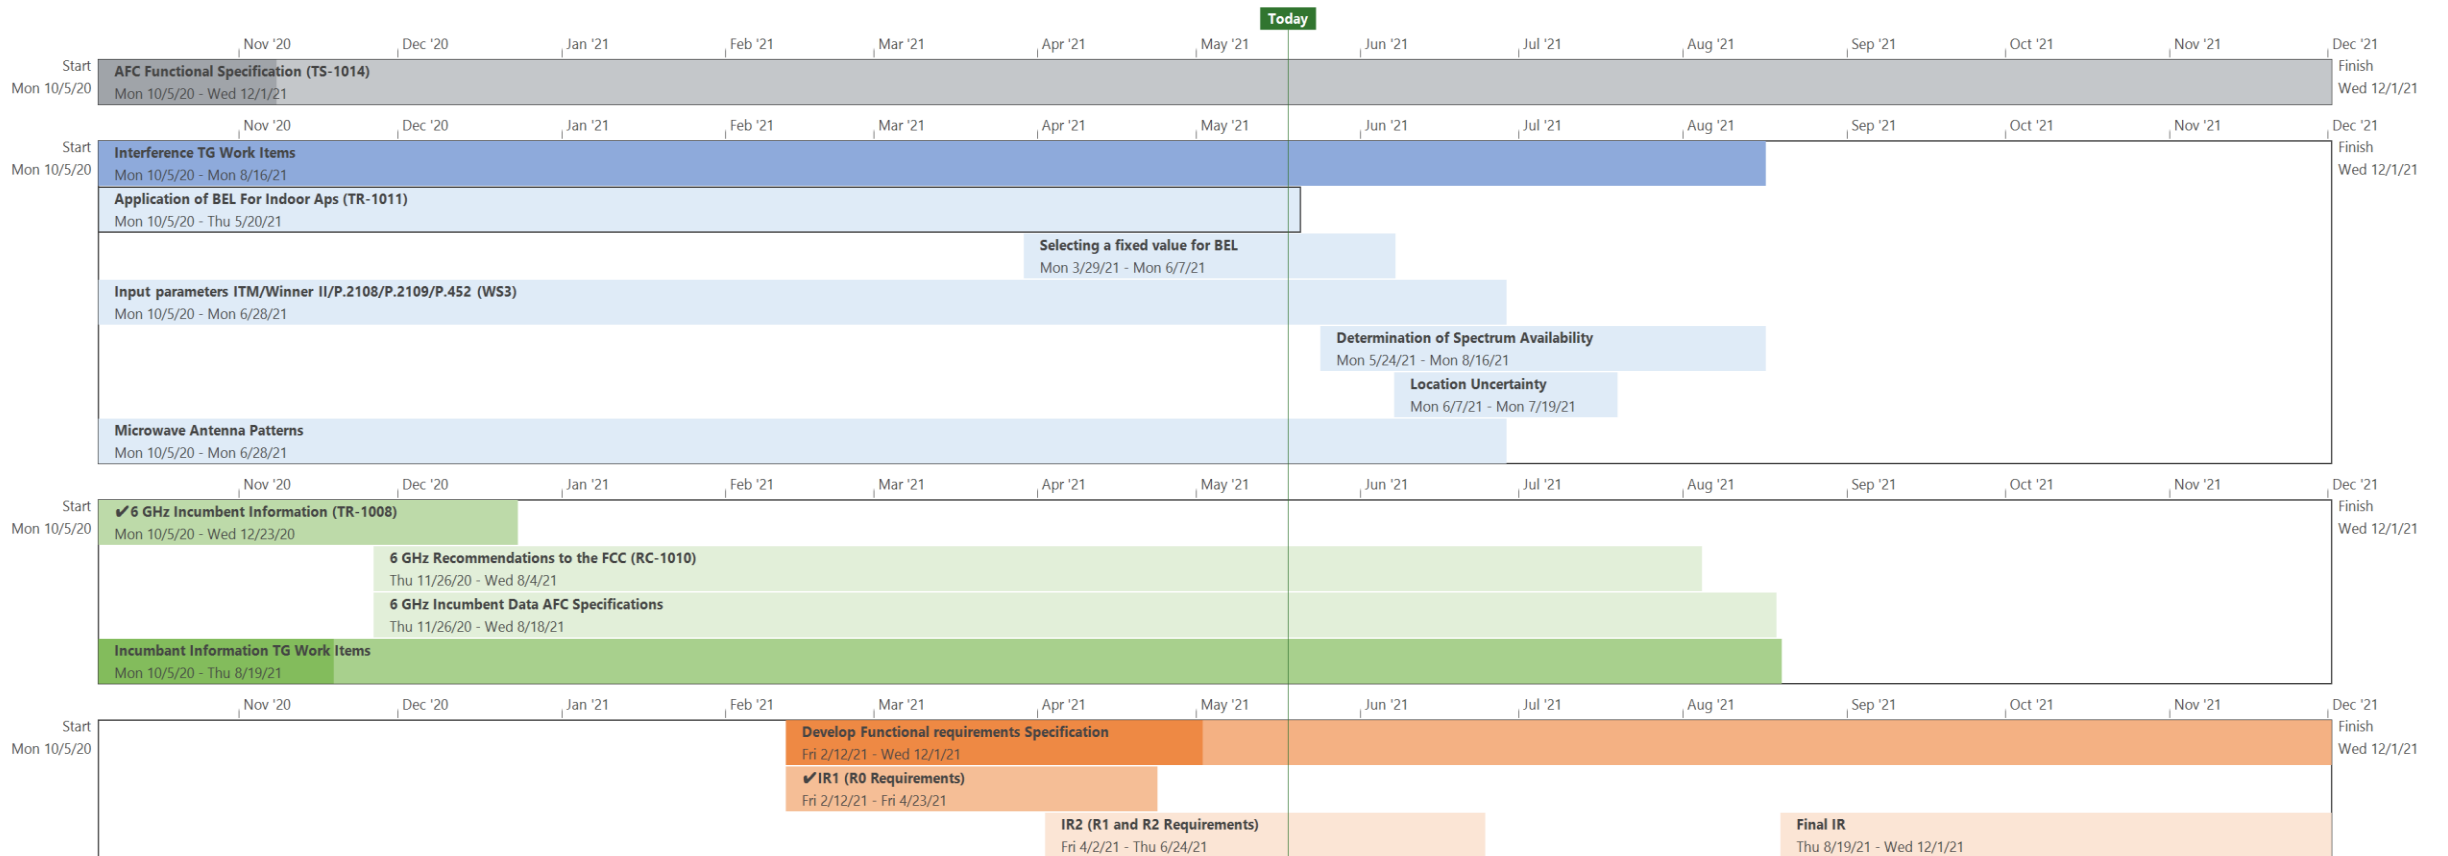 Today
Nov '20 Dec '20 Jan '21 Feb '21 Mar '21 Apr '21 May '21 Jun '21 Jul '21 Aug '21 Sep '21 Oct '21 Nov '21 Dec '21
Start
Mon 10/5/20
AFC Functional Specification (TS-1014)
Mon 10/5/20 - Wed 12/1/21
Finish
Wed 12/1/21
Nov '20 Dec '20 Jan '21 Feb '21 Mar '21 Apr '21 May '21 Jun '21 Jul '21 Aug '21 Sep '21 Oct '21 Nov '21 Dec '21
Start
Mon 10/5/20
Interference TG Work Items
Mon 10/5/20 - Mon 8/16/21
Finish
Wed 12/1/21
Application of BEL For Indoor Aps (TR-1011)
Mon 10/5/20 - Thu 5/20/21
Selecting a fixed value for BEL
Mon 3/29/21 - Mon 6/7/21
Input parameters ITM/Winner II/P.2108/P.2109/P.452 (WS3)
Mon 10/5/20 - Mon 6/28/21
Determination of Spectrum Availability
Mon 5/24/21 - Mon 8/16/21
Location Uncertainty
Mon 6/7/21 - Mon 7/19/21
Microwave Antenna Patterns
Mon 10/5/20 - Mon 6/28/21
Nov '20 Dec '20 Jan '21 Feb '21 Mar '21 Apr '21 May '21 Jun '21 Jul '21 Aug '21 Sep '21 Oct '21 Nov '21 Dec '21
Start
Mon 10/5/20
✔6 GHz Incumbent Information (TR-1008)
Mon 10/5/20 - Wed 12/23/20
Finish
Wed 12/1/21
6 GHz Recommendations to the FCC (RC-1010)
Thu 11/26/20 - Wed 8/4/21
6 GHz Incumbent Data AFC Specifications
Thu 11/26/20 - Wed 8/18/21
Incumbant Information TG Work Items
Mon 10/5/20 - Thu 8/19/21
Nov '20 Dec '20 Jan '21 Feb '21 Mar '21 Apr '21 May '21 Jun '21 Jul '21 Aug '21 Sep '21 Oct '21 Nov '21 Dec '21
Start
Mon 10/5/20
Develop Functional requirements Specification
Fri 2/12/21 - Wed 12/1/21
Finish
Wed 12/1/21
✔IR1 (R0 Requirements)
Fri 2/12/21 - Fri 4/23/21
IR2 (R1 and R2 Requirements)
Fri 4/2/21 - Thu 6/24/21
Final IR
Thu 8/19/21 - Wed 12/1/21